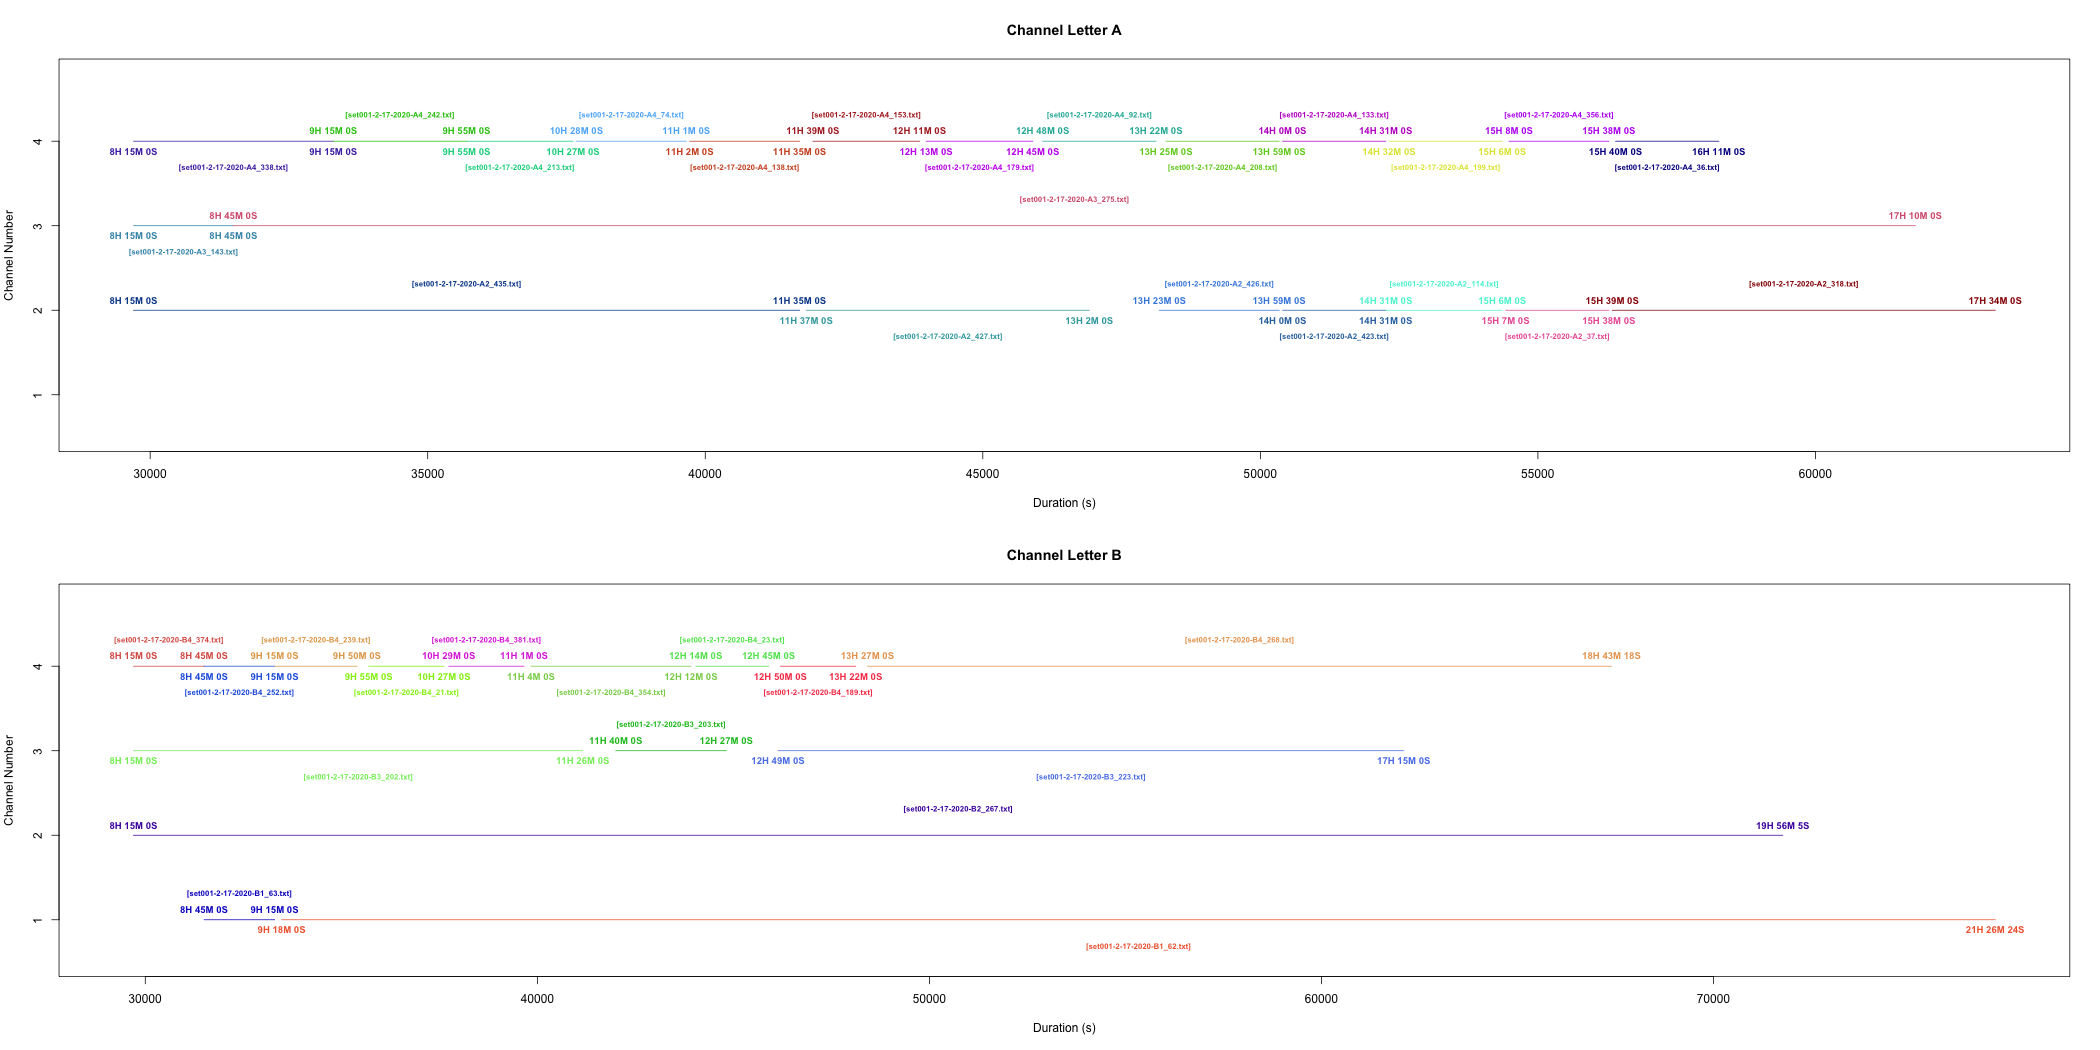 Channel Letter A
[set001-2-17-2020-A4_242.txt] [set001-2-17-2020-A4_74.txt] [set001-2-17-2020-A4_153.txt] [set001-2-17-2020-A4_92.txt] [set001-2-17-2020-A4_133.txt] [set001-2-17-2020-A4_356.txt]
9H 15M 0S 9H 55M 0S 10H 28M 0S 11H 1M 0S 11H 39M 0S 12H 11M 0S 12H 48M 0S 13H 22M 0S 14H 0M 0S 14H 31M 0S 15H 8M 0S 15H 38M 0S
4
8H 15M 0S 9H 15M 0S 9H 55M 0S 10H 27M 0S 11H 2M 0S 11H 35M 0S 12H 13M 0S 12H 45M 0S 13H 25M 0S 13H 59M 0S 14H 32M 0S 15H 6M 0S 15H 40M 0S 16H 11M 0S
[set001-2-17-2020-A4_338.txt] [set001-2-17-2020-A4_213.txt] [set001-2-17-2020-A4_138.txt] [set001-2-17-2020-A4_179.txt] [set001-2-17-2020-A4_208.txt] [set001-2-17-2020-A4_199.txt] [set001-2-17-2020-A4_36.txt]
[set001-2-17-2020-A3_275.txt]
8H 45M 0S 17H 10M 0S
3
8H 15M 0S 8H 45M 0S
[set001-2-17-2020-A3_143.txt]
Channel Number
[set001-2-17-2020-A2_435.txt] [set001-2-17-2020-A2_426.txt] [set001-2-17-2020-A2_114.txt] [set001-2-17-2020-A2_318.txt]
8H 15M 0S 11H 35M 0S 13H 23M 0S 13H 59M 0S 14H 31M 0S 15H 6M 0S 15H 39M 0S 17H 34M 0S
2
11H 37M 0S 13H 2M 0S 14H 0M 0S 14H 31M 0S 15H 7M 0S 15H 38M 0S
[set001-2-17-2020-A2_427.txt] [set001-2-17-2020-A2_423.txt] [set001-2-17-2020-A2_37.txt]
1
30000 35000 40000 45000 50000 55000 60000
Duration (s)
Channel Letter B
[set001-2-17-2020-B4_374.txt] [set001-2-17-2020-B4_239.txt] [set001-2-17-2020-B4_381.txt] [set001-2-17-2020-B4_23.txt] [set001-2-17-2020-B4_268.txt]
8H 15M 0S 8H 45M 0S 9H 15M 0S 9H 50M 0S 10H 29M 0S 11H 1M 0S 12H 14M 0S 12H 45M 0S 13H 27M 0S 18H 43M 18S
4
8H 45M 0S 9H 15M 0S 9H 55M 0S 10H 27M 0S 11H 4M 0S 12H 12M 0S 12H 50M 0S 13H 22M 0S
[set001-2-17-2020-B4_252.txt] [set001-2-17-2020-B4_21.txt] [set001-2-17-2020-B4_354.txt] [set001-2-17-2020-B4_189.txt]
[set001-2-17-2020-B3_203.txt]
11H 40M 0S 12H 27M 0S
3
8H 15M 0S 11H 26M 0S 12H 49M 0S 17H 15M 0S
[set001-2-17-2020-B3_202.txt] [set001-2-17-2020-B3_223.txt]
Channel Number
[set001-2-17-2020-B2_267.txt]
8H 15M 0S 19H 56M 5S
2
[set001-2-17-2020-B1_63.txt]
8H 45M 0S 9H 15M 0S
1
9H 18M 0S 21H 26M 24S
[set001-2-17-2020-B1_62.txt]
30000 40000 50000 60000 70000
Duration (s)